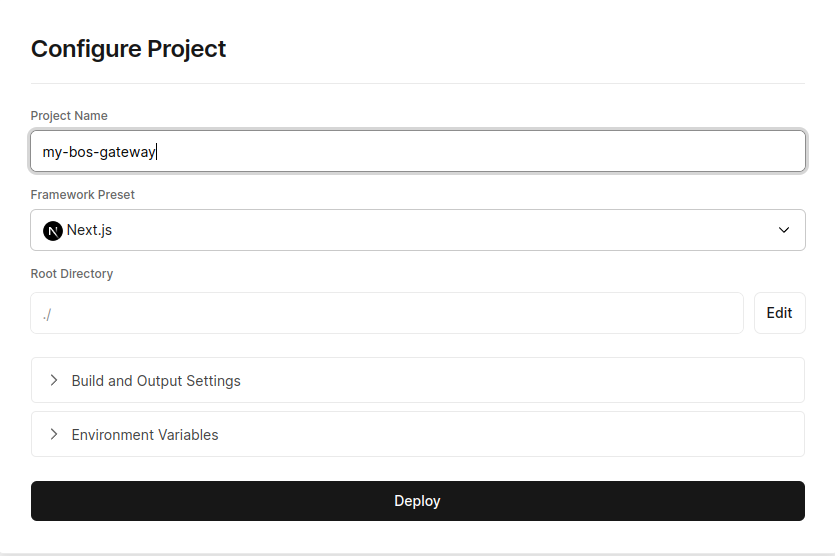 Configure Project
Project Name
my-bos-gateway
Framework Preset
N Next.js
Root Directory
./
Edit
Build and Output Settings
Environment Variables
Deploy